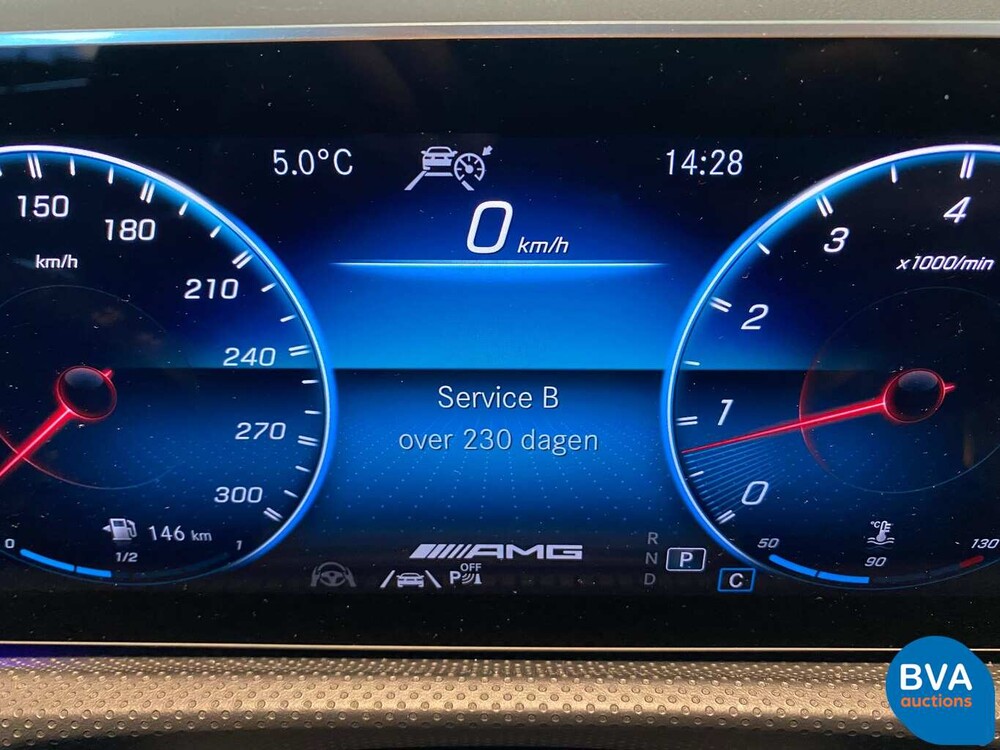 5.0°C
14:28
0 km/h
150
180
km/h
210
240
270
300
146 km
0
1/2
1
Service B
over 230 dagen
AMG
OFF
P
R
N
D
P
C
4
3
x1000/min
2
1
0
50
°C °F
90
130
BVA
auctions